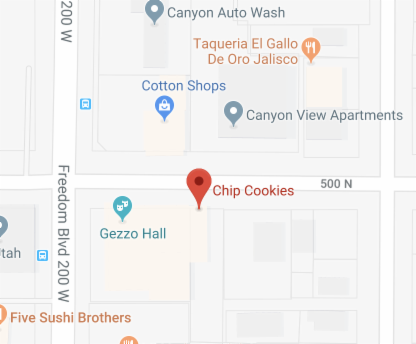 200 W
Canyon Auto Wash
Taqueria El Gallo
De Oro Jalisco
Cotton Shops
Canyon View Apartments
Freedom Blvd 200 W
Chip Cookies
500 N
Gezzo Hall
Utah
Five Sushi Brothers